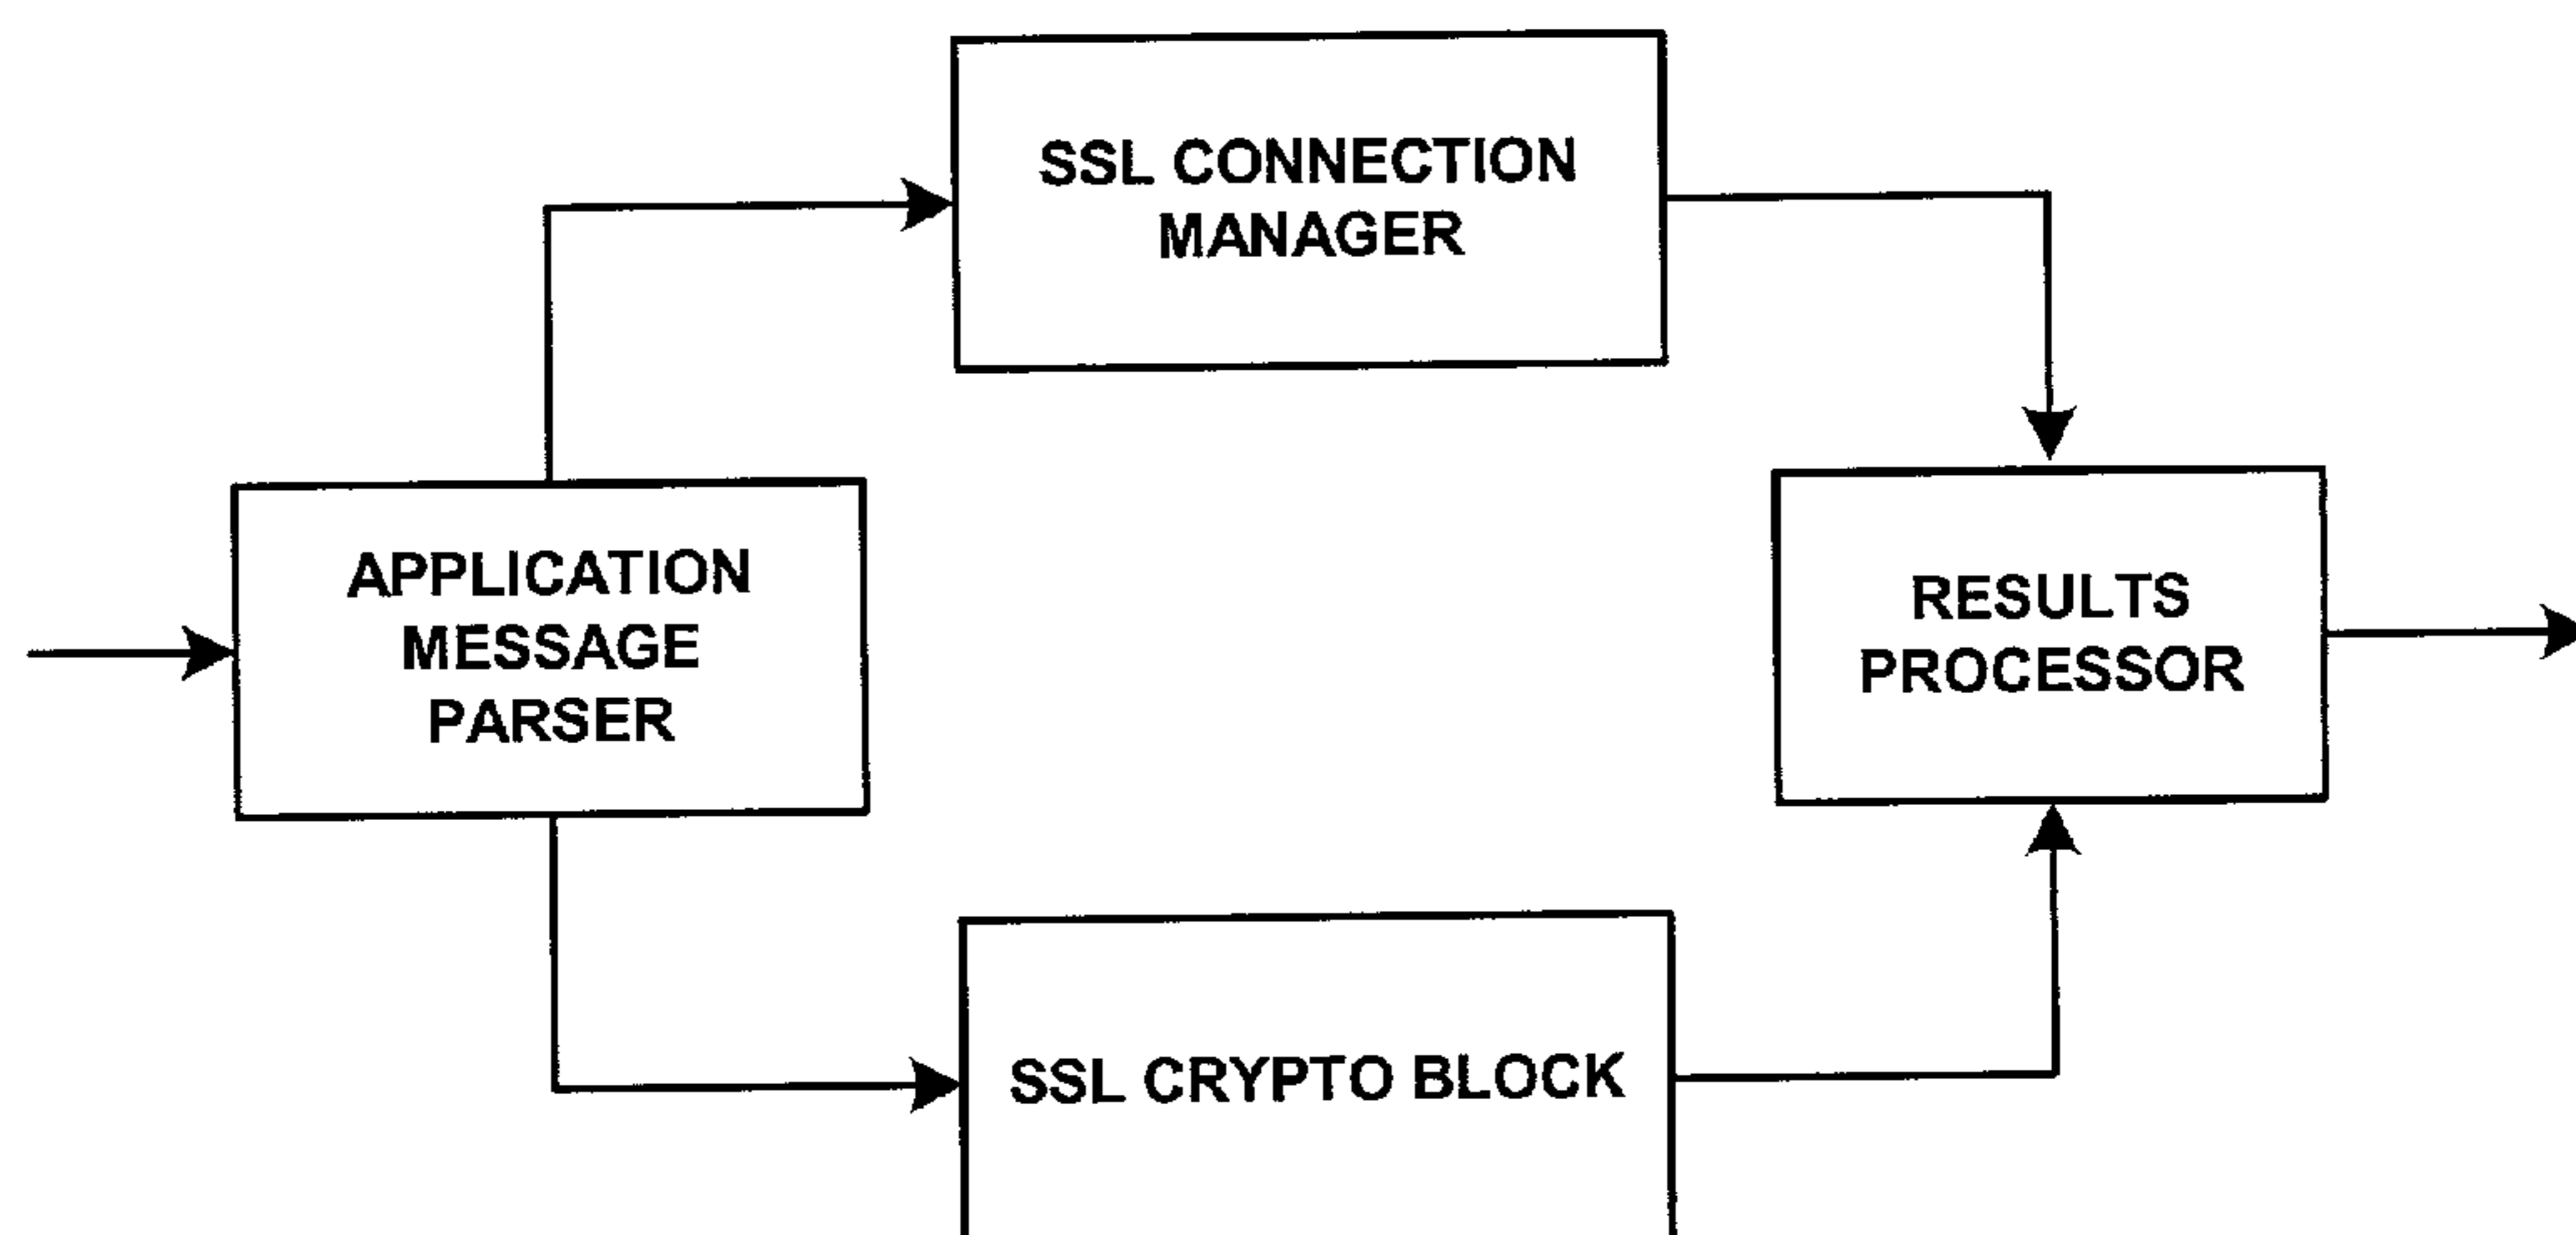 SSL CONNECTION
MANAGER
APPLICATION
MESSAGE
PARSER
RESULTS
PROCESSOR
SSL CRYPTO BLOCK